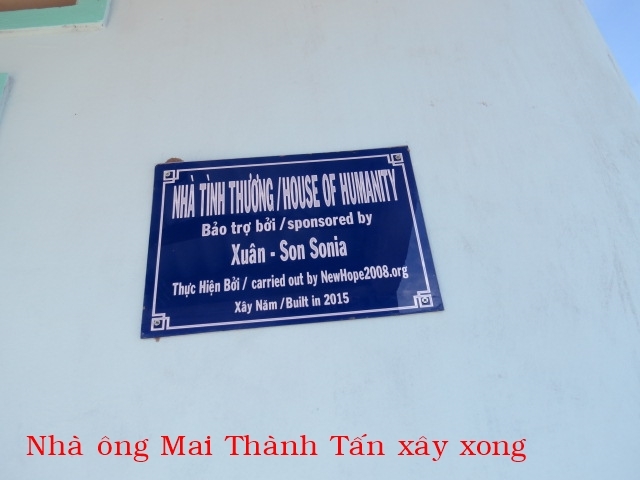 NHÀ TÌNH THƯƠNG / HOUSE OF HUMANITY
Bảo trợ bởi / sponsored by
Xuân - Son Sonia
Thực Hiện Bởi / carried out by NewHope2008.org
Xây Năm / Built in 2015
Nhà ông Mai Thành Tấn xây xong